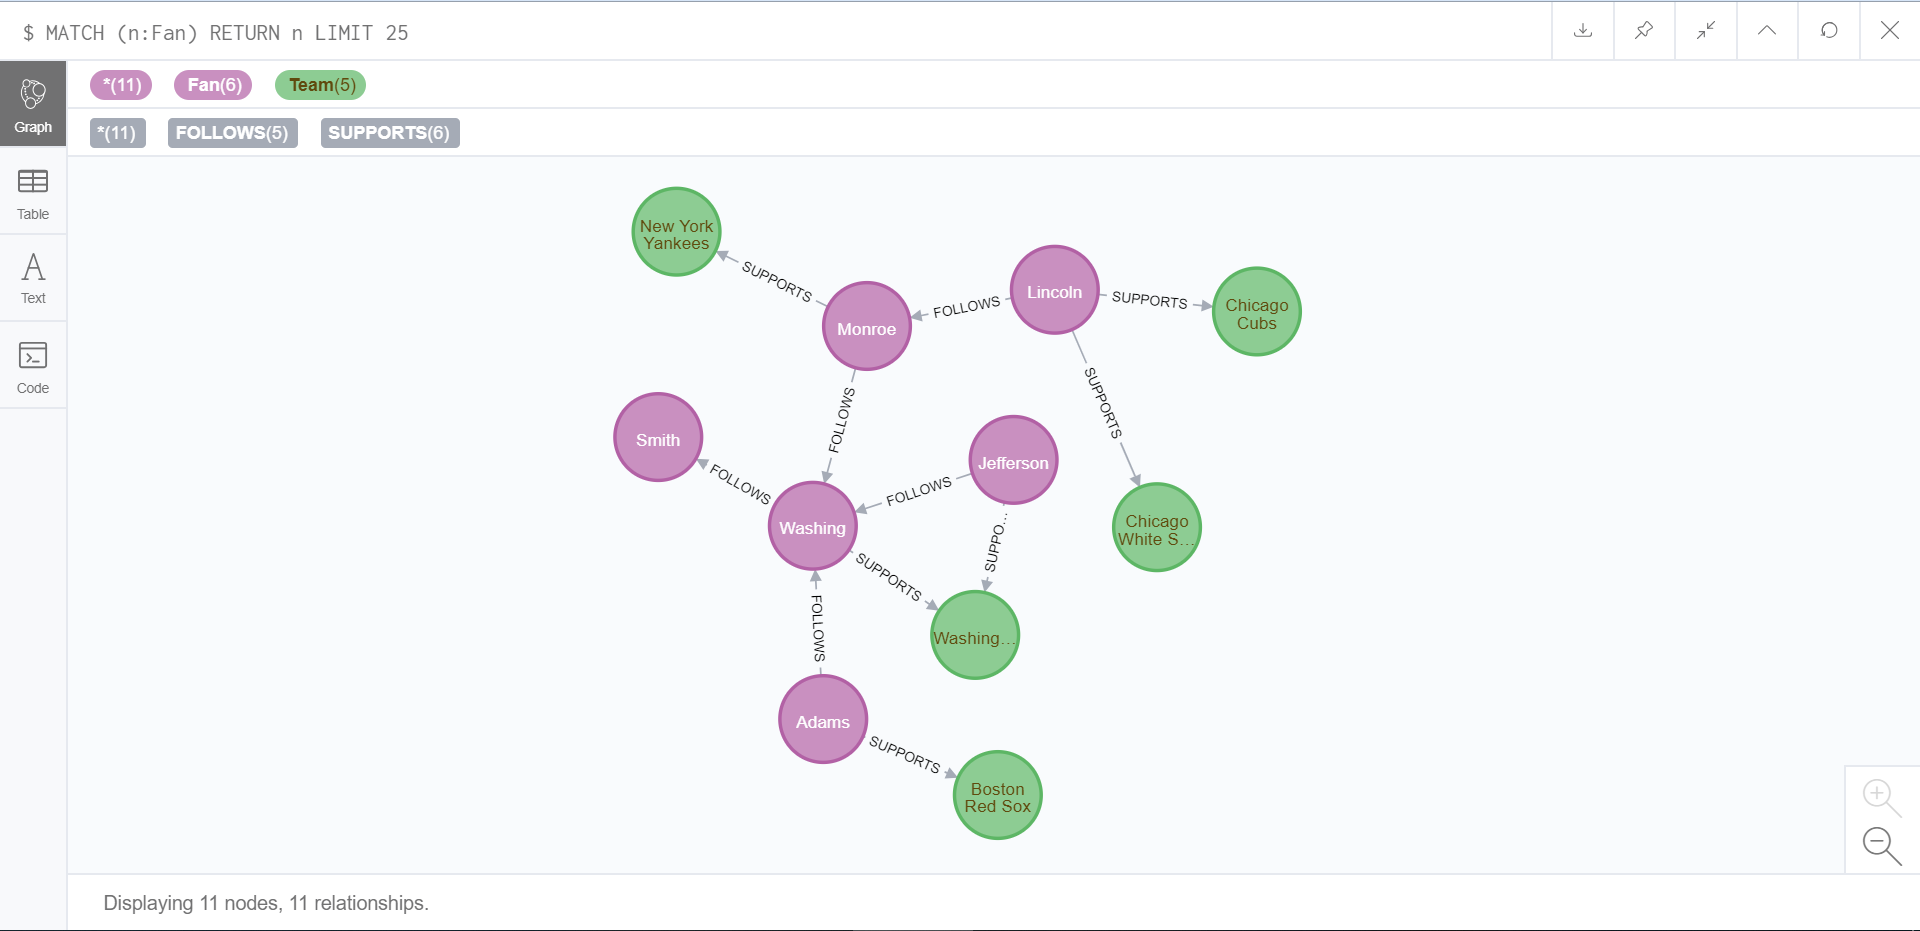 $ MATCH (n:Fan) RETURN n LIMIT 25
*(11) Fan(6) Team(5)
*(11) FOLLOWS(5) SUPPORTS(6)
Graph
Table
Text
Code
New York
Yankees
SUPPORTS
Monroe
FOLLOWS
Lincoln
SUPPORTS
Chicago
Cubs
SUPPORTS
Chicago
White S...
FOLLOWS
Smith
FOLLOWS
Washing
FOLLOWS
Jefferson
SUPPO...
SUPPORTS
Washing...
FOLLOWS
Adams
SUPPORTS
Boston
Red Sox
Displaying 11 nodes, 11 relationships.